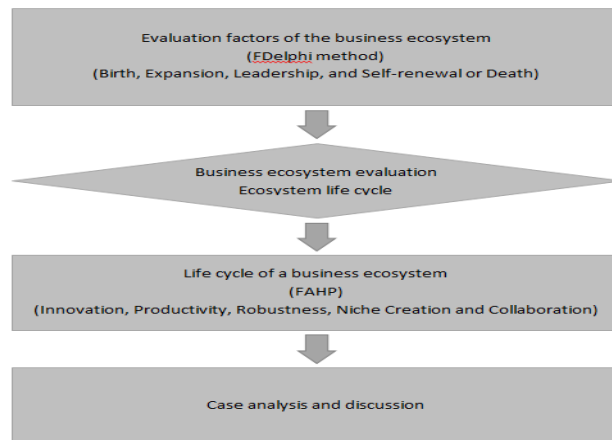 Evaluation factors of the business ecosystem
(FDelphi method)
(Birth, Expansion, Leadership, and Self-renewal or Death)
Business ecosystem evaluation
Ecosystem life cycle
Life cycle of a business ecosystem
(FAHP)
(Innovation, Productivity, Robustness, Niche Creation and Collaboration)
Case analysis and discussion